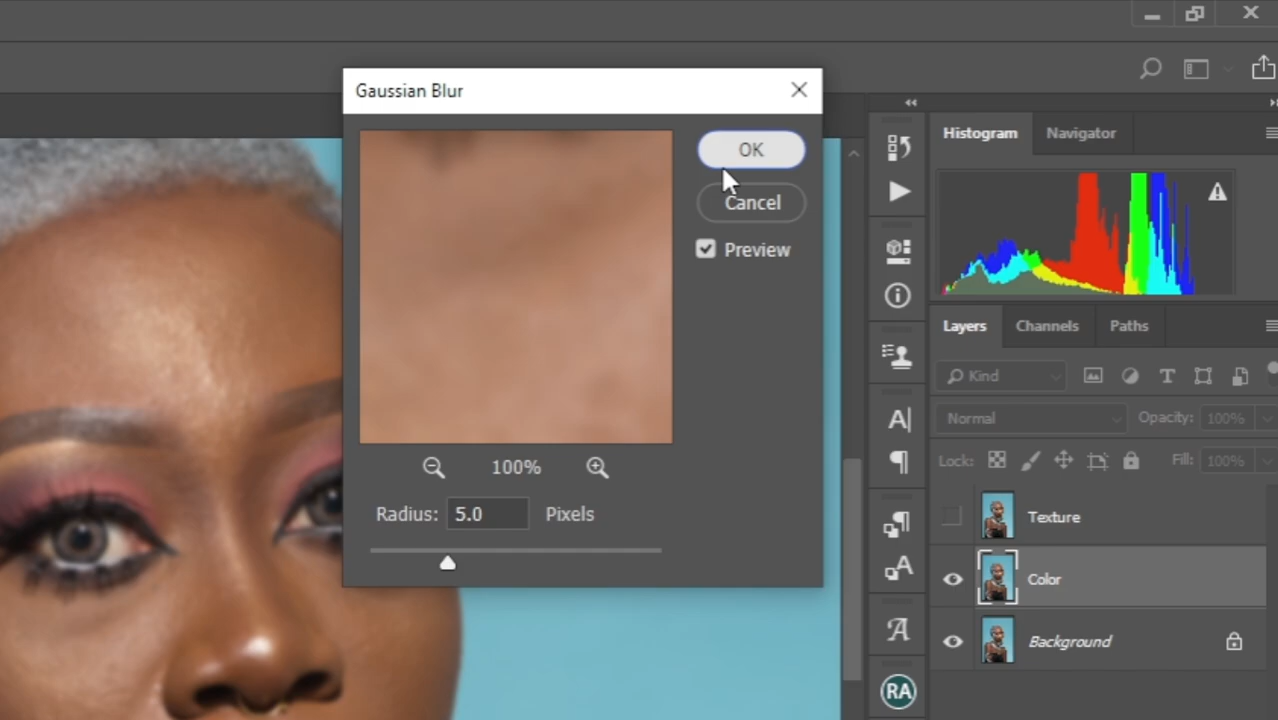 Gaussian Blur
OK
Cancel
Preview
100%
Radius: 5.0 Pixels
Histogram Navigator
Layers Channels Paths
Kind
Normal Opacity: 100%
Lock: Fill: 100%
Texture
Color
Background
RA